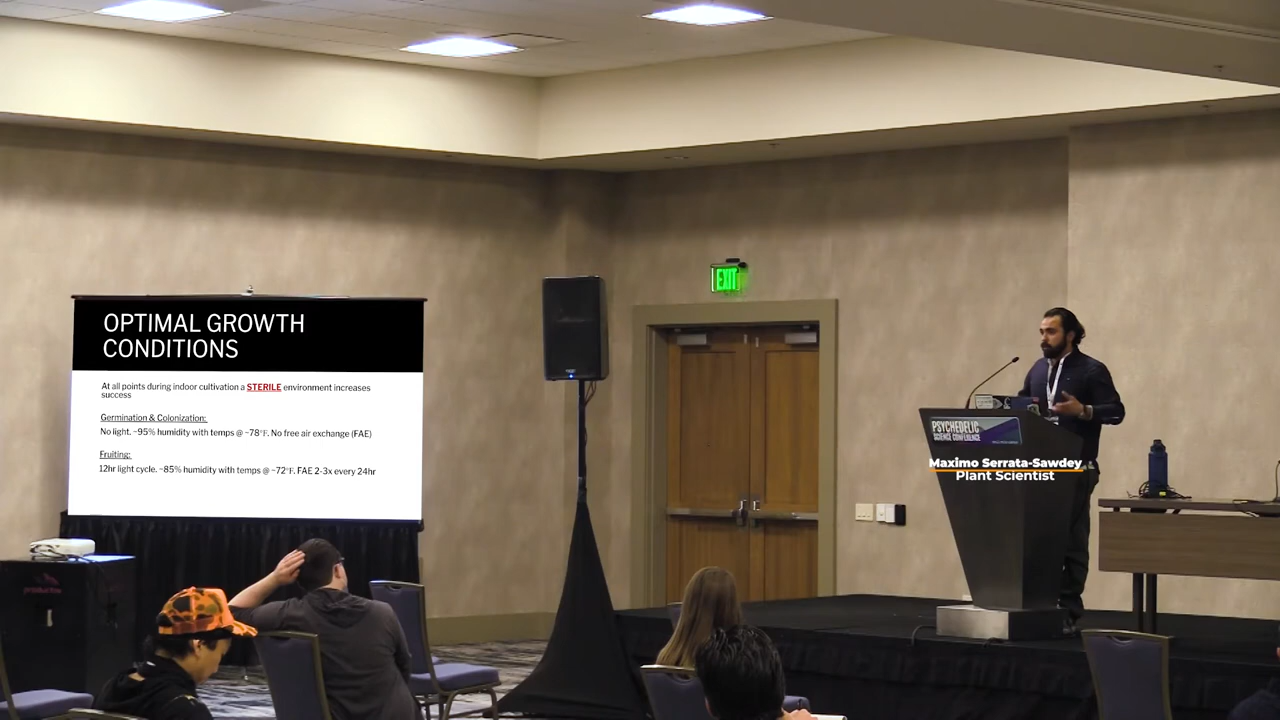 OPTIMAL GROWTH
CONDITIONS
At all points during indoor cultivation a STERILE environment increases
success
Germination & Colonization:
No light. ~95% humidity with temps @ ~78°F. No free air exchange (FAE)
Fruiting:
12hr light cycle. ~85% humidity with temps @ ~72°F. FAE 2-3x every 24hr
EXIT
PSYCHEDELIC
SCIENCE CONFERENCE
Maximo Serrata-Sawdey
Plant Scientist